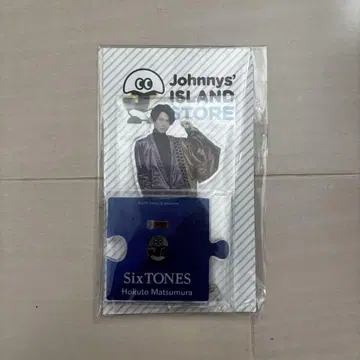 Johnnys'
ISLAND
STORE
SixTONES
Hokuto Matsumura